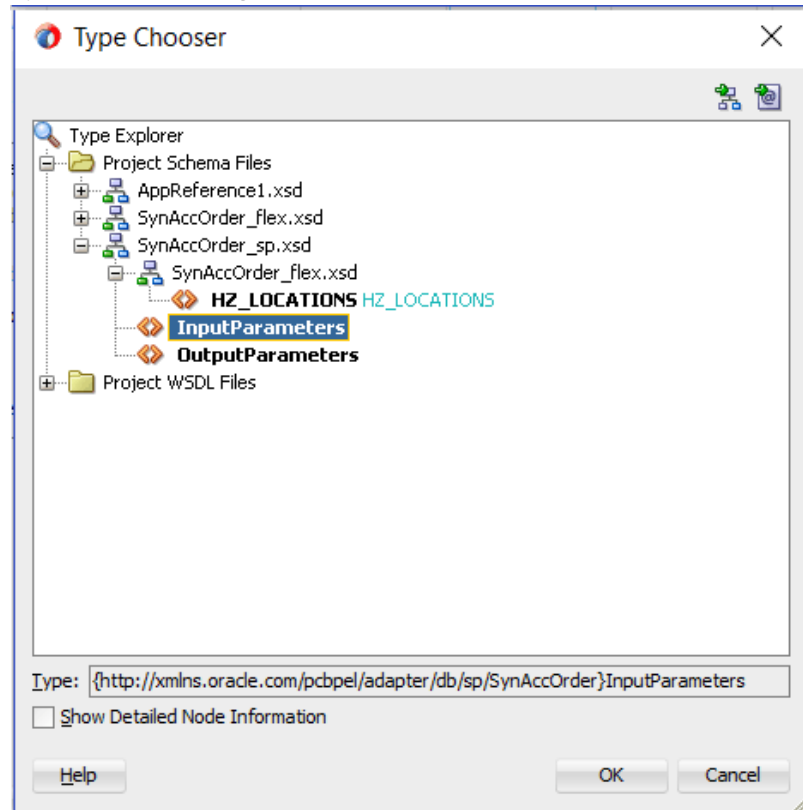 Type Chooser
Type Explorer
Project Schema Files
AppReference1.xsd
SynAccOrder_flex.xsd
SynAccOrder_sp.xsd
SynAccOrder_flex.xsd
HZ_LOCATIONS HZ_LOCATIONS
InputParameters
OutputParameters
Project WSDL Files
Type: {http://xmlns.oracle.com/pcbpel/adapter/db/sp/SynAccOrder}InputParameters
Show Detailed Node Information
Help OK Cancel